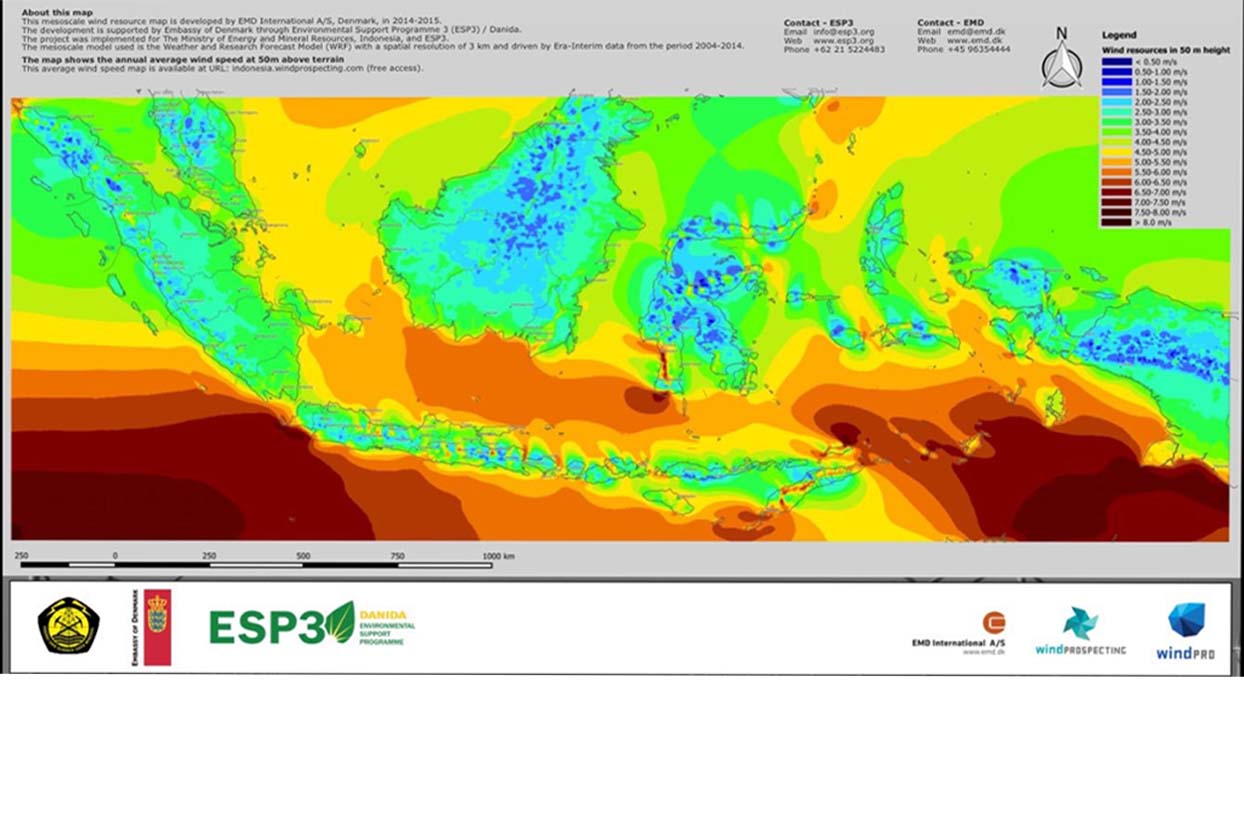 About this map
This mesoscale wind resource map is developed by EMD International A/S, Denmark, in 2014-2015.
The development is supported by Embassy of Denmark through Environmental Support Programme 3 (ESP3) / Danida.
The project was implemented for The Ministry of Energy and Mineral Resources, Indonesia, and ESP3.
The mesoscale model used is the Weather and Research Forecast Model (WRF) with a spatial resolution of 3 km and driven by Era-Interim data from the period 2004-2014.
The map shows the annual average wind speed at 50m above terrain
This average wind speed map is available at URL: indonesia.windprospecting.com (free access).
Contact - ESP3
Email info@esp3.org
Web www.esp3.org
Phone +62 21 5224483
Contact - EMD
Email emd@emd.dk
Web www.emd.dk
Phone +45 96354444
N
Legend
Wind resources in 50 m height
< 0.50 m/s
0.50-1.00 m/s
1.00-1.50 m/s
1.50-2.00 m/s
2.00-2.50 m/s
2.50-3.00 m/s
3.00-3.50 m/s
3.50-4.00 m/s
4.00-4.50 m/s
4.50-5.00 m/s
5.00-5.50 m/s
5.50-6.00 m/s
6.00-6.50 m/s
6.50-7.00 m/s
7.00-7.50 m/s
7.50-8.00 m/s
> 8.0 m/s
250 0 250 500 750 1000 km
EMBASSY OF DENMARK
ESP3
DANIDA
ENVIRONMENTAL
SUPPORT
PROGRAMME
EMD International A/S
www.emd.dk
windPROSPECTING
windPRO